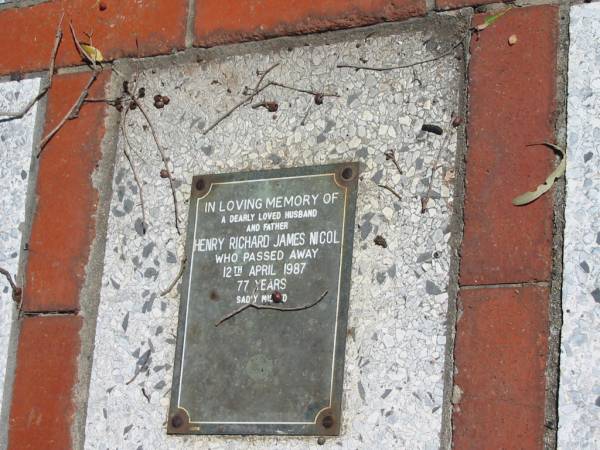 IN LOVING MEMORY OF
A DEARLY LOVED HUSBAND
AND FATHER
HENRY RICHARD JAMES NICOL
WHO PASSED AWAY
12TH APRIL 1987
77 YEARS
SADLY MISSED